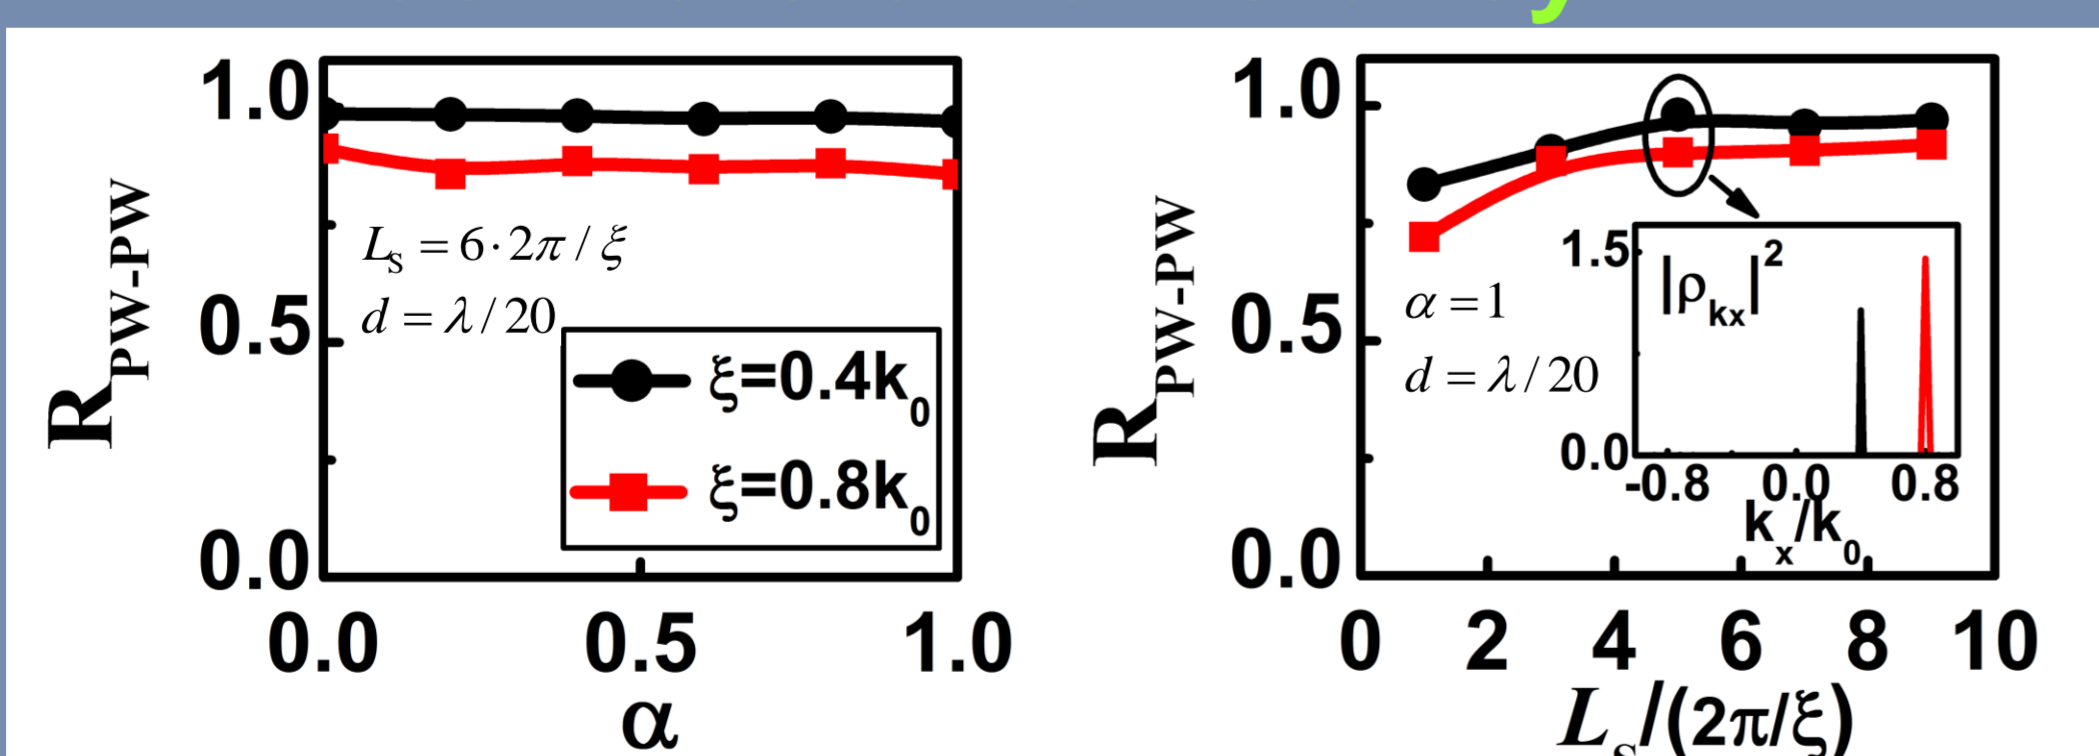 y
1.0
0.5
0.0
R_PW-PW
L_s = 6·2π / ξ
d = λ / 20
ξ=0.4k_0
ξ=0.8k_0
0.0 0.5 1.0
α
1.0
0.5
0.0
R_PW-PW
α = 1
d = λ / 20
1.5
0.0
|ρ_kx|^2
-0.8 0.0 0.8
k_x/k_0
0 2 4 6 8 10
L_s/(2π/ξ)